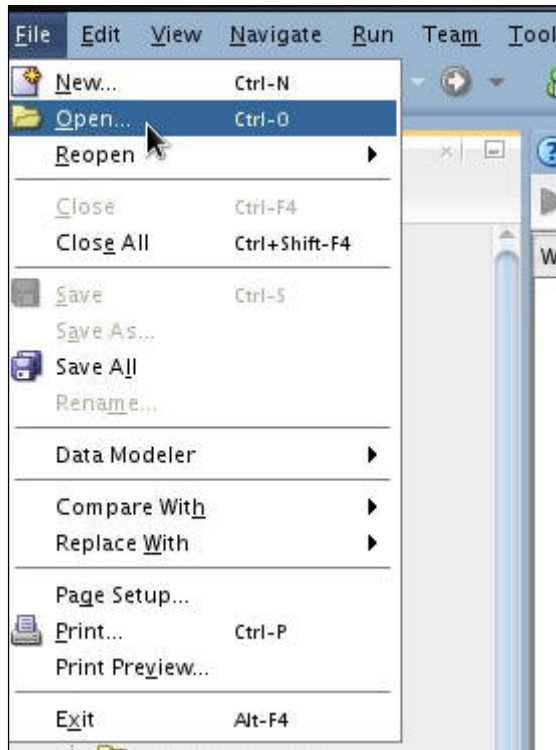 File Edit View Navigate Run Team Tool
New... Ctrl-N
Open... Ctrl-O
Reopen
Close Ctrl-F4
Close All Ctrl+Shift-F4
Save Ctrl-S
Save As...
Save All
Rename...
Data Modeler
Compare With
Replace With
Page Setup...
Print... Ctrl-P
Print Preview...
Exit Alt-F4